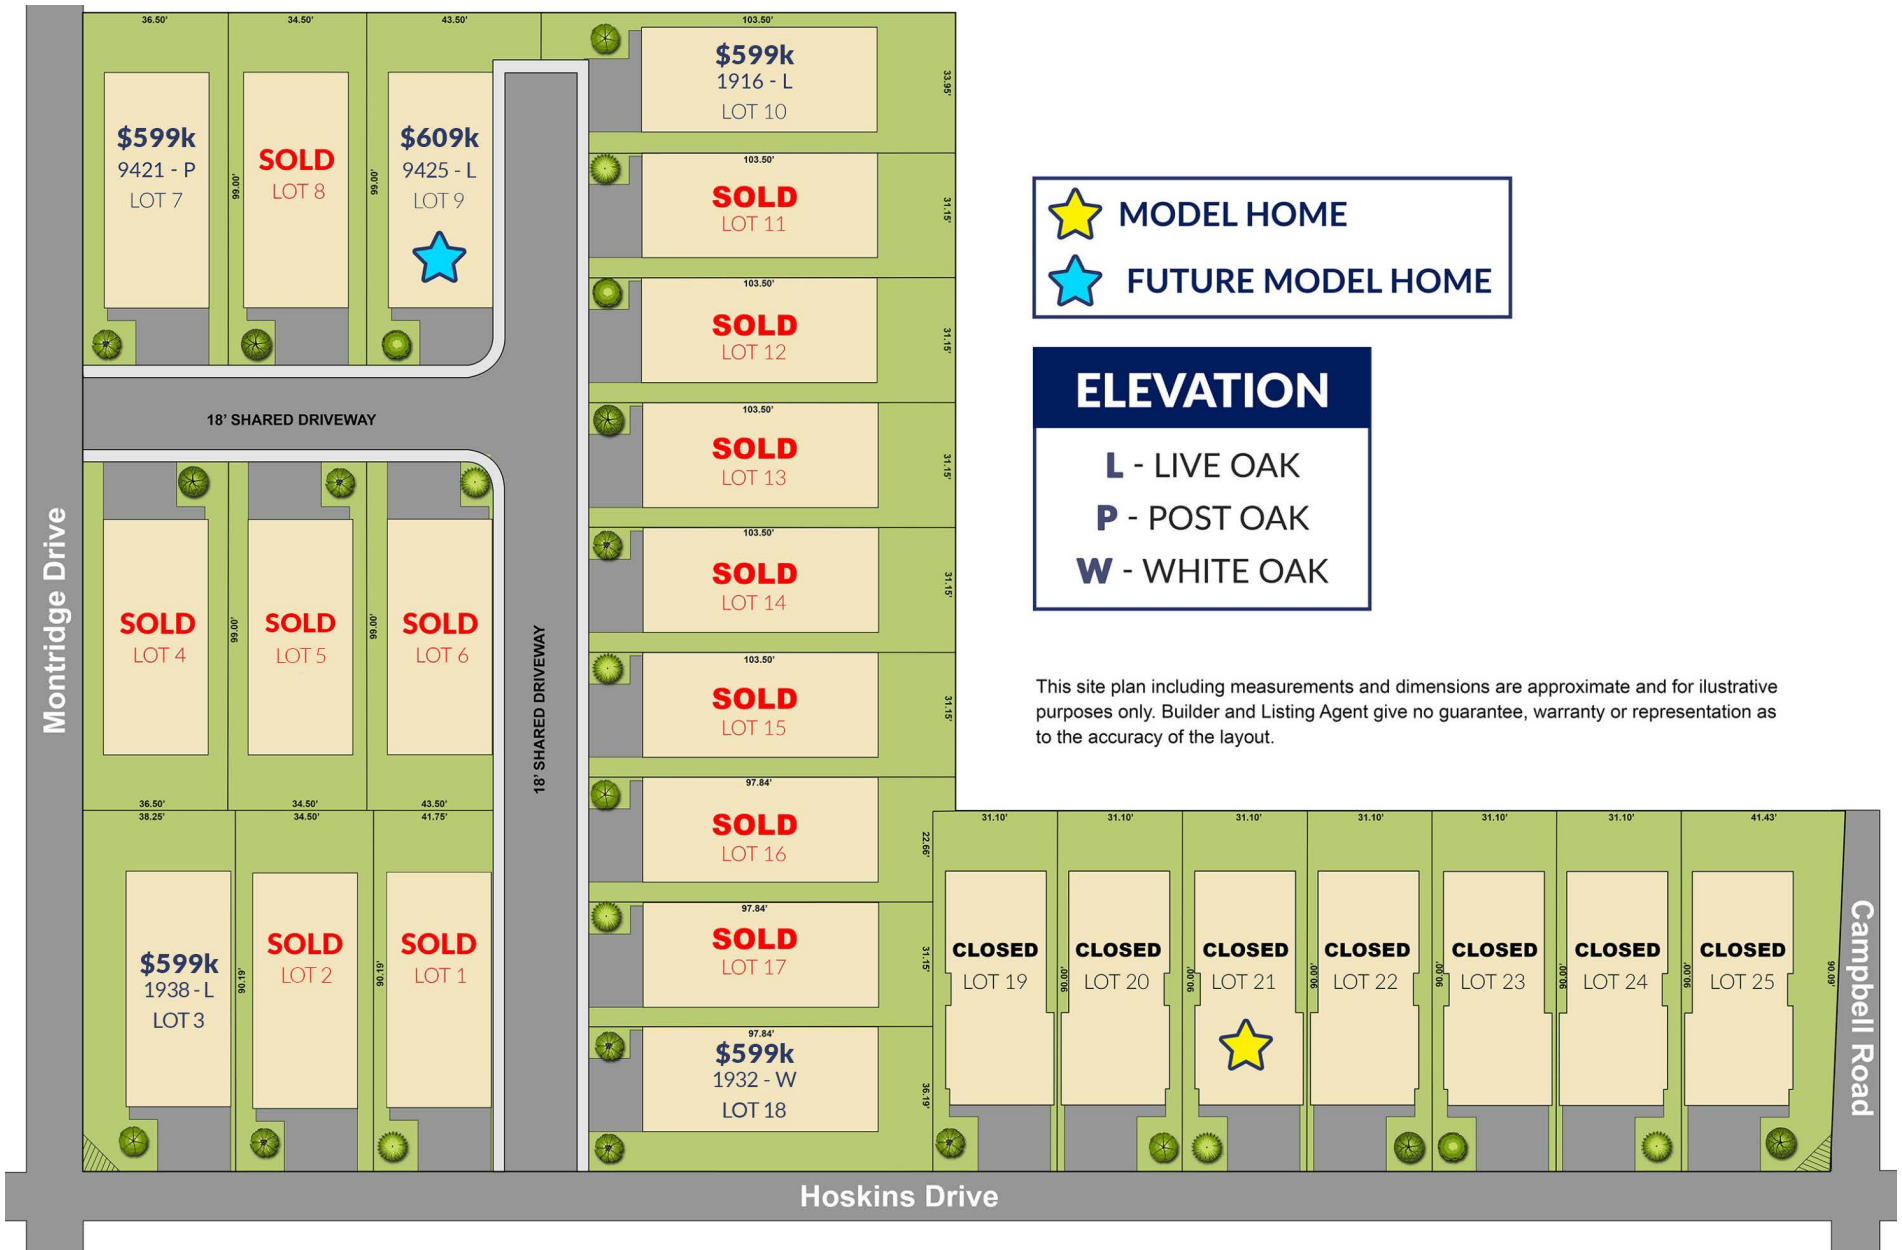 36.50'
34.50'
43.50'
103.50'
$599k
9421 - P
LOT 7
99.00'
SOLD
LOT 8
99.00'
$609k
9425 - L
LOT 9
$599k
1916 - L
LOT 10
33.95'
103.50'
SOLD
LOT 11
31.15'
103.50'
SOLD
LOT 12
31.15'
103.50'
SOLD
LOT 13
31.15'
103.50'
SOLD
LOT 14
31.15'
103.50'
SOLD
LOT 15
31.15'
97.84'
SOLD
LOT 16
22.66'
97.84'
SOLD
LOT 17
31.15'
97.84'
$599k
1932 - W
LOT 18
36.19'
18' SHARED DRIVEWAY
18' SHARED DRIVEWAY
Montridge Drive
SOLD
LOT 4
99.00'
SOLD
LOT 5
99.00'
SOLD
LOT 6
36.50'
34.50'
43.50'
38.25'
34.50'
41.75'
$599k
1938 - L
LOT 3
90.19'
SOLD
LOT 2
90.19'
SOLD
LOT 1
MODEL HOME
FUTURE MODEL HOME
ELEVATION
L - LIVE OAK
P - POST OAK
W - WHITE OAK
This site plan including measurements and dimensions are approximate and for ilustrative
purposes only. Builder and Listing Agent give no guarantee, warranty or representation as
to the accuracy of the layout.
31.10'
31.10'
31.10'
31.10'
31.10'
31.10'
41.43'
CLOSED
LOT 19
90.00'
CLOSED
LOT 20
90.00'
CLOSED
LOT 21
90.00'
CLOSED
LOT 22
90.00'
CLOSED
LOT 23
90.00'
CLOSED
LOT 24
90.00'
CLOSED
LOT 25
90.09'
Campbell Road
Hoskins Drive